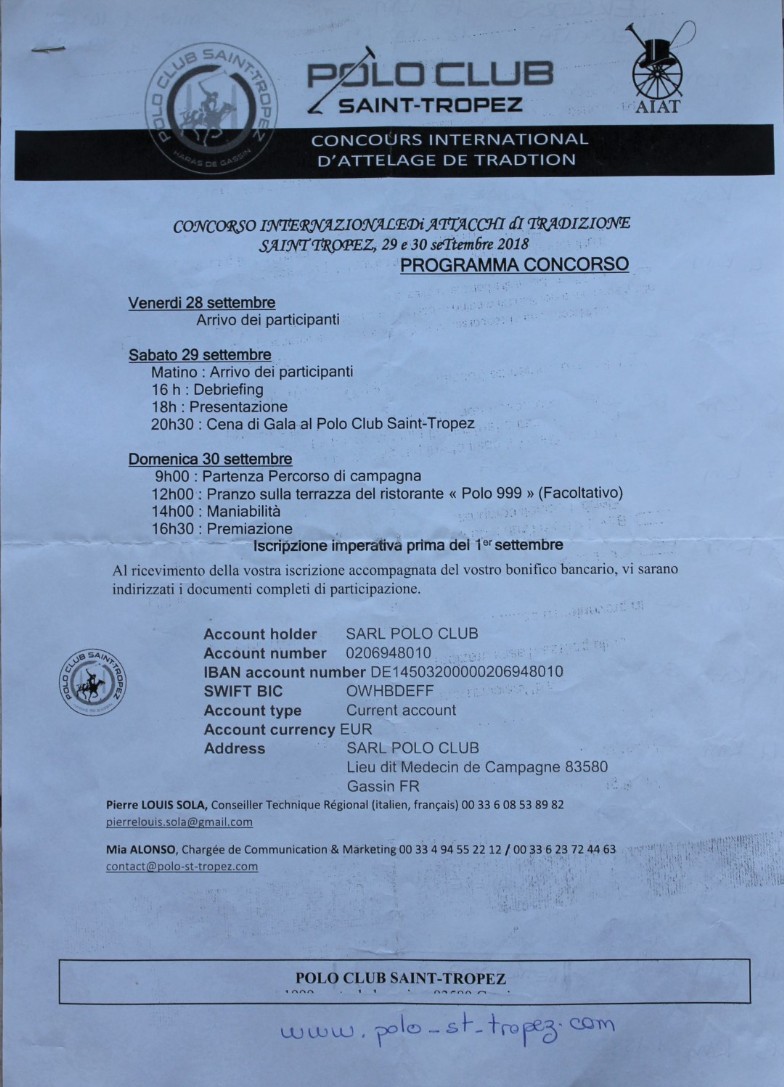 POLO CLUB SAINT-TROPEZ
HARAS DE GASSIN
POLO CLUB
SAINT-TROPEZ
AIAT
CONCOURS INTERNATIONAL
D'ATTELAGE DE TRADTION
CONCORSO INTERNAZIONALEDi ATTACCHI dI TRADIZIONE
SAINT TROPEZ, 29 e 30 seTtembre 2018
PROGRAMMA CONCORSO
Venerdi 28 settembre
Arrivo dei participanti
Sabato 29 settembre
Matino : Arrivo dei participanti
16 h : Debriefing
18h : Presentazione
20h30 : Cena di Gala al Polo Club Saint-Tropez
Domenica 30 settembre
9h00 : Partenza Percorso di campagna
12h00 : Pranzo sulla terrazza del ristorante « Polo 999 » (Facoltativo)
14h00 : Maniabilità
16h30 : Premiazione
Iscripzione imperativa prima del 1er settembre
Al ricevimento della vostra iscrizione accompagnata del vostro bonifico bancario, vi sarano
indirizzati i documenti completi di participazione.
Account holder SARL POLO CLUB
Account number 0206948010
IBAN account number DE14503200000206948010
SWIFT BIC OWHBDEFF
Account type Current account
Account currency EUR
Address SARL POLO CLUB
Lieu dit Medecin de Campagne 83580
Gassin FR
POLO CLUB SAINT-TROPEZ
Pierre LOUIS SOLA, Conseiller Technique Régional (italien, français) 00 33 6 08 53 89 82
pierrelouis.sola@gmail.com
Mia ALONSO, Chargée de Communication & Marketing 00 33 4 94 55 22 12 / 00 33 6 23 72 44 63
contact@polo-st-tropez.com
POLO CLUB SAINT-TROPEZ
www.polo-st-tropez.com